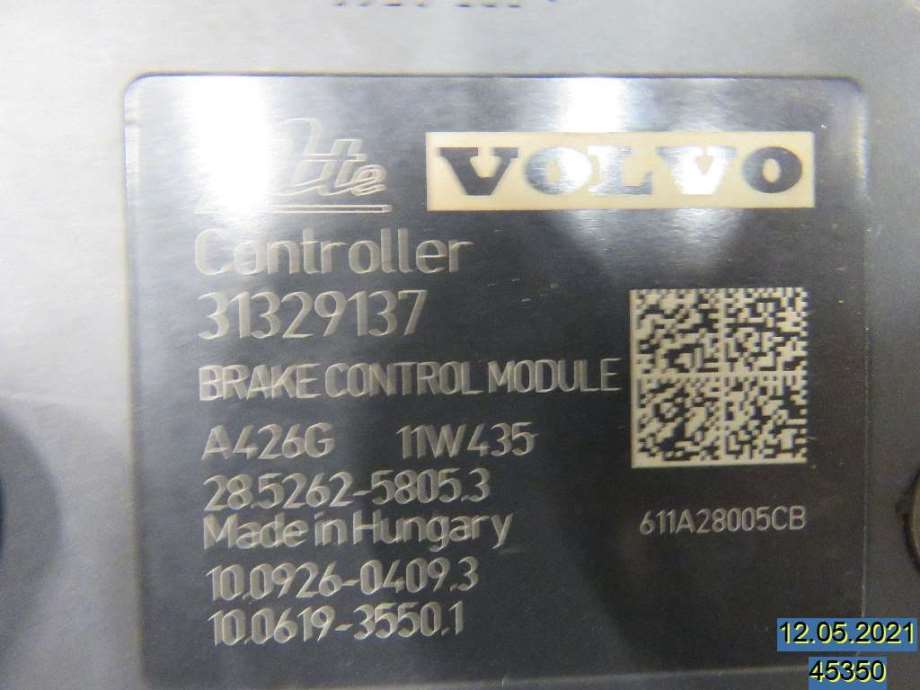 Ate VOLVO
Controller
31329137
BRAKE CONTROL MODULE
A426G 11W435
28.5262-5805.3
Made in Hungary
611A28005CB
10.0926-0409.3
10.0619-3550.1
12.05.2021
45350